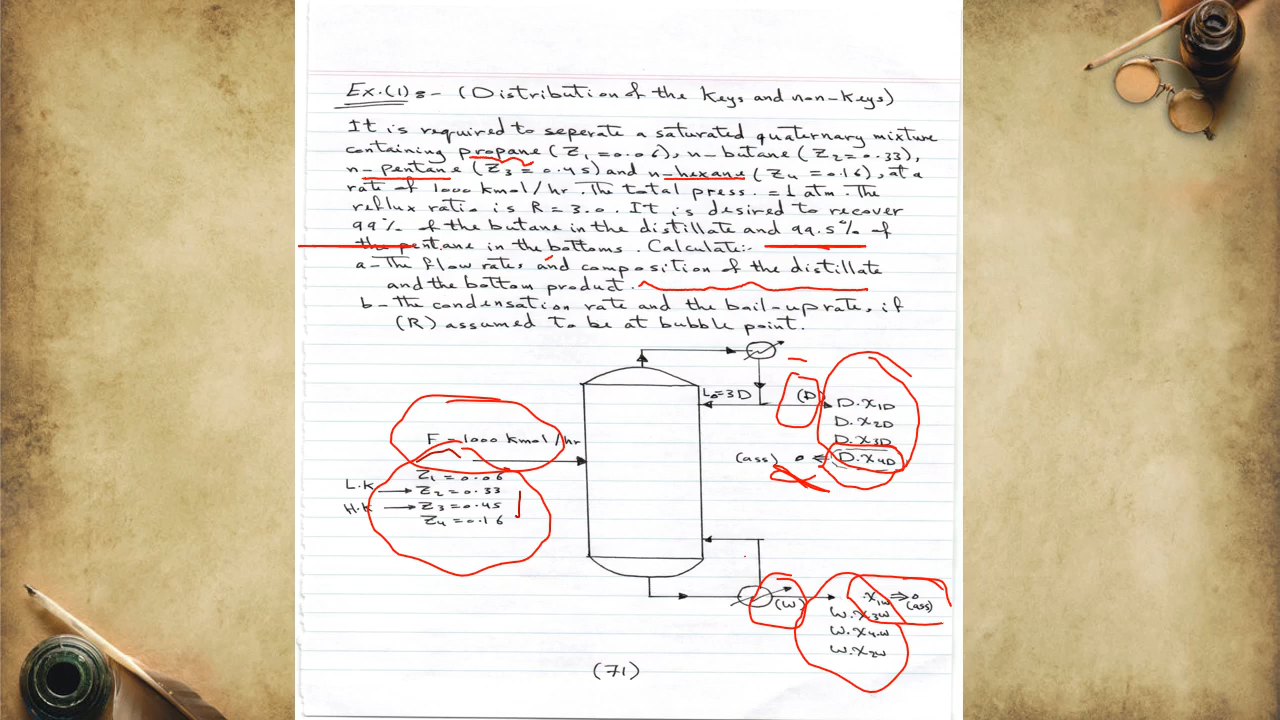 Ex.(1) :- (Distribution of the Keys and non-Keys)
It is required to seperate a saturated quaternary mixture
containing propane (Z₁=0.06), n-butane (Z₂=0.33),
n-pentane (Z₃=0.45) and n-hexane (Z₄=0.16), at a
rate of 1000 kmol/hr. The total press. = 1 atm. The
reflux ratio is R = 3.0. It is desired to recover
99% of the butane in the distillate and 99.5% of
the pentane in the bottoms. Calculate:-
a- The flow rates and composition of the distillate
and the bottom product.
b- The condensation rate and the bail-up rate, if
(R) assumed to be at bubble point.
L₀=3D
(D)
D.X1D
D.X2D
D.X3D
(ass) 0 ⇐ D.X4D
F = 1000 kmol/hr
Z₁ = 0.06
L.K → Z₂ = 0.33
H.K → Z₃ = 0.45
Z₄ = 0.16
(W)
.X1W ⇒ 0
(ass)
W.X3W
W.X4W
W.X2W
(71)